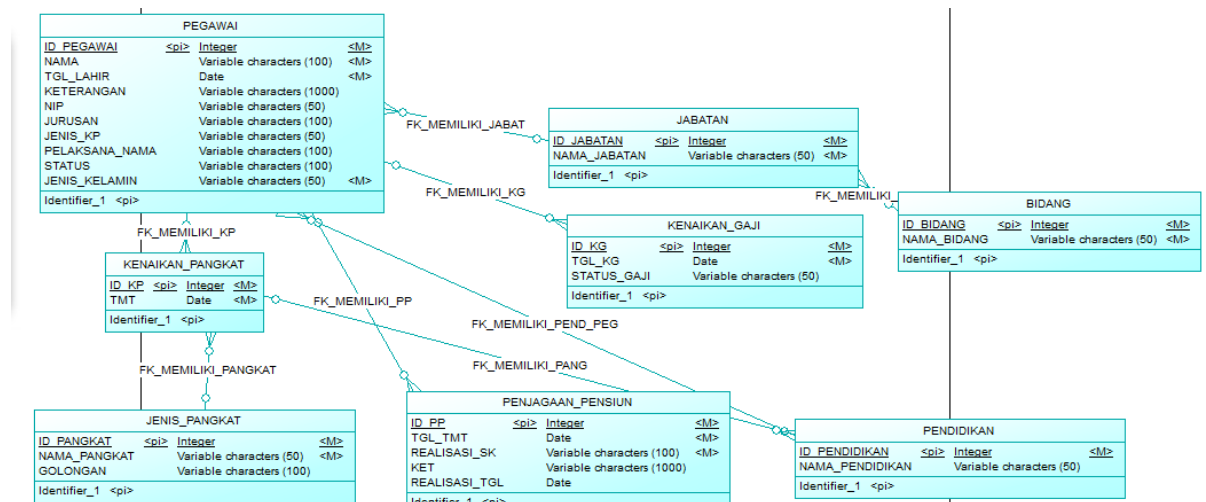 PEGAWAI
ID_PEGAWAI <pi> Integer <M>
NAMA Variable characters (100) <M>
TGL_LAHIR Date <M>
KETERANGAN Variable characters (1000)
NIP Variable characters (50)
JURUSAN Variable characters (100)
JENIS_KP Variable characters (50)
PELAKSANA_NAMA Variable characters (100)
STATUS Variable characters (100)
JENIS_KELAMIN Variable characters (50) <M>
Identifier_1 <pi>
FK_MEMILIKI_JABAT
JABATAN
ID_JABATAN <pi> Integer <M>
NAMA_JABATAN Variable characters (50) <M>
Identifier_1 <pi>
FK_MEMILIKI_KG
FK_MEMILIKI_
BIDANG
ID_BIDANG <pi> Integer <M>
NAMA_BIDANG Variable characters (50) <M>
Identifier_1 <pi>
KENAIKAN_GAJI
ID_KG <pi> Integer <M>
TGL_KG Date <M>
STATUS_GAJI Variable characters (50)
Identifier_1 <pi>
FK_MEMILIKI_KP
KENAIKAN_PANGKAT
ID_KP <pi> Integer <M>
TMT Date <M>
Identifier_1 <pi>
FK_MEMILIKI_PP
FK_MEMILIKI_PEND_PEG
FK_MEMILIKI_PANG
FK_MEMILIKI_PANGKAT
JENIS_PANGKAT
ID_PANGKAT <pi> Integer <M>
NAMA_PANGKAT Variable characters (50) <M>
GOLONGAN Variable characters (100)
Identifier_1 <pi>
PENJAGAAN_PENSIUN
ID_PP <pi> Integer <M>
TGL_TMT Date <M>
REALISASI_SK Variable characters (100) <M>
KET Variable characters (1000)
REALISASI_TGL Date
Identifier_1 <pi>
PENDIDIKAN
ID_PENDIDIKAN <pi> Integer <M>
NAMA_PENDIDIKAN Variable characters (50)
Identifier_1 <pi>